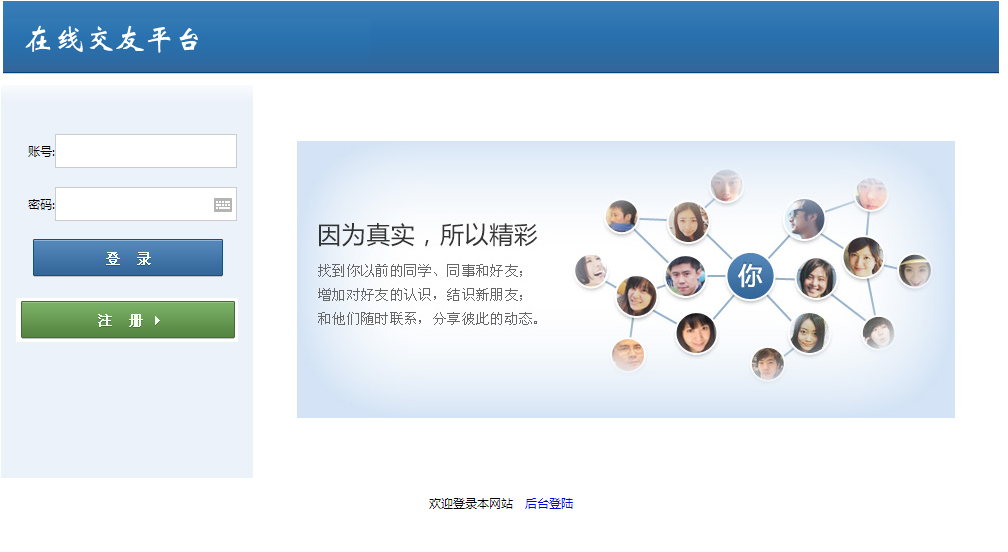 在线交友平台
账号:
密码:
登 录
注 册
因为真实，所以精彩
找到你以前的同学、同事和好友；
增加对好友的认识，结识新朋友；
和他们随时联系，分享彼此的动态。
你
欢迎登录本网站 后台登陆